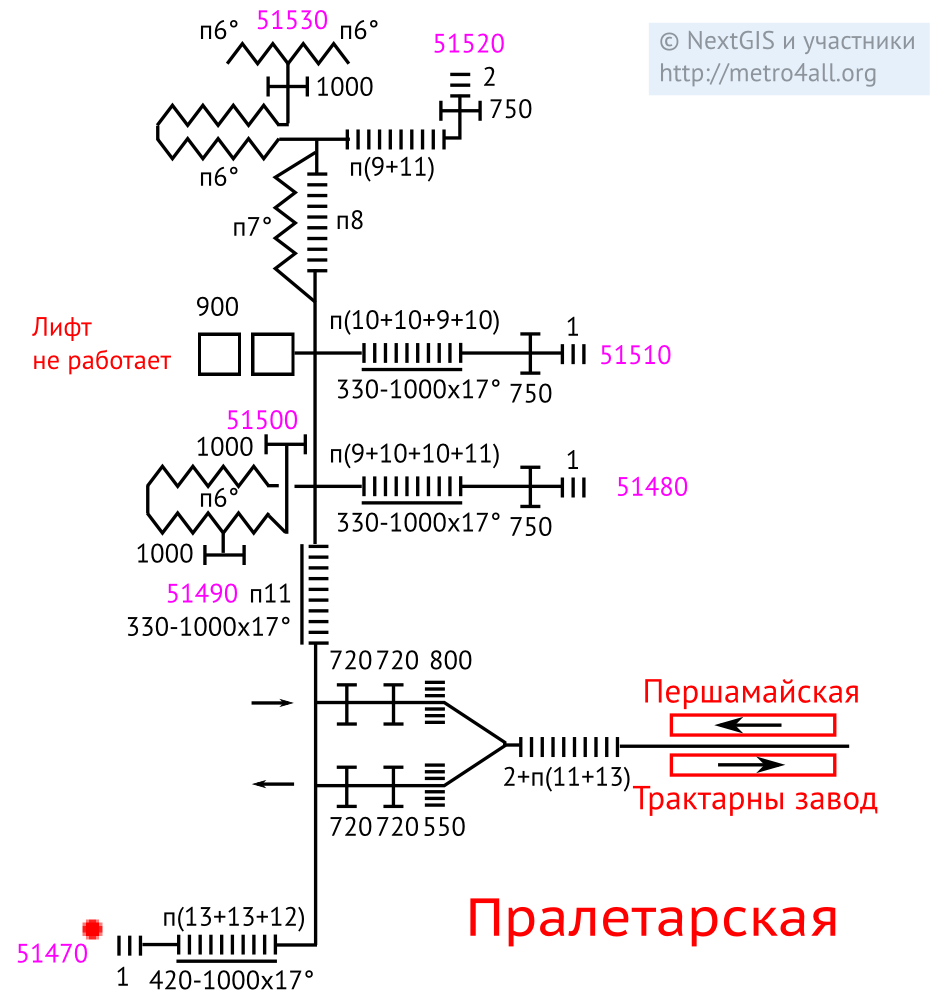 51530
п6°
п6°
© NextGIS и участники
http://metro4all.org
51520
2
1000
750
п(9+11)
п6°
п7°
п8
900
Лифт
не работает
п(10+10+9+10)
1
51510
330-1000x17°
750
51500
1000
п(9+10+10+11)
1
п6°
51480
330-1000x17°
750
1000
51490
п11
330-1000x17°
720
720
800
Першамайская
2+п(11+13)
Трактарны завод
720
720
550
Пралетарская
п(13+13+12)
51470
1
420-1000x17°